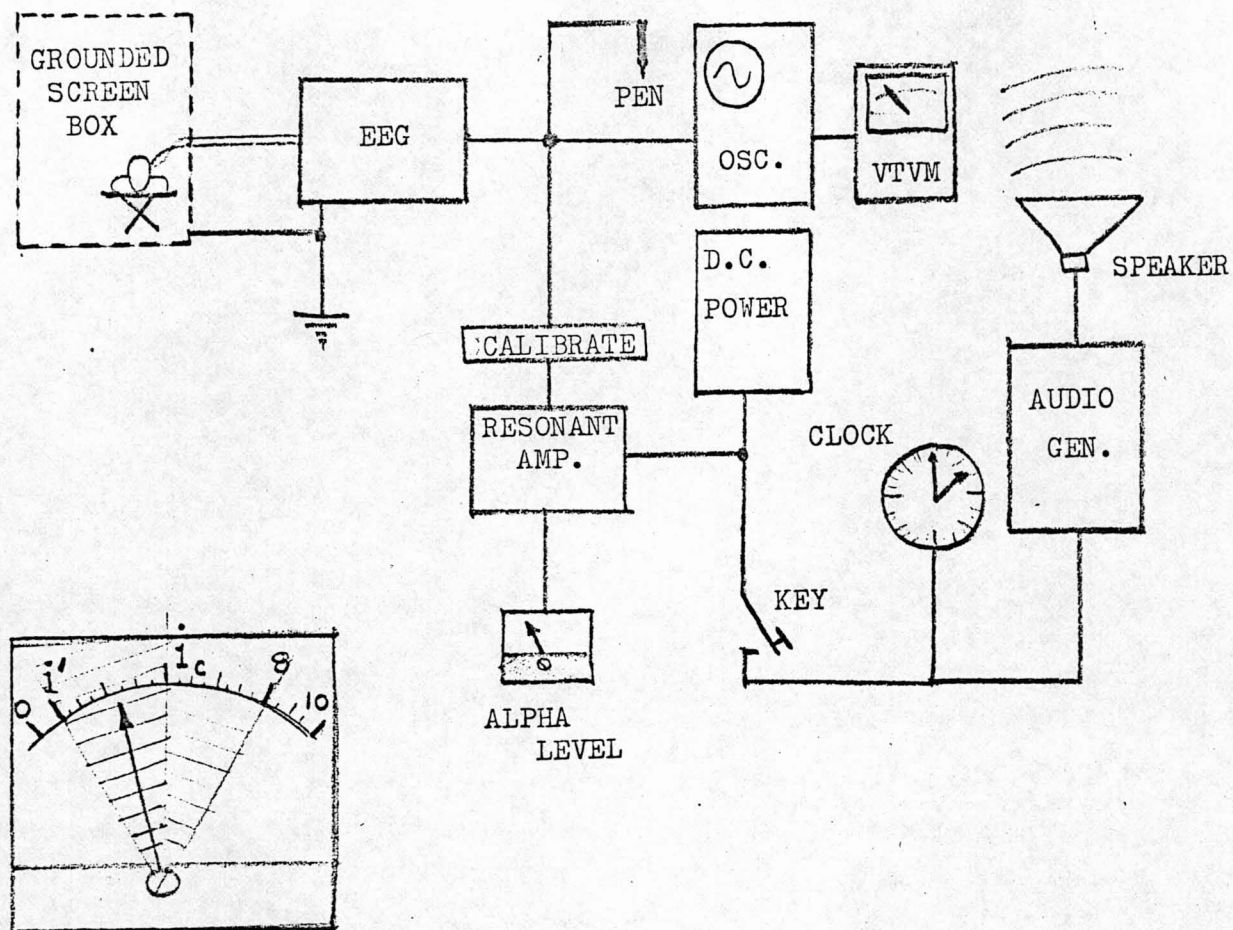 GROUNDED
SCREEN
BOX
EEG
PEN
OSC.
VTVM
D.C.
POWER
SPEAKER
CALIBRATE
RESONANT
AMP.
CLOCK
AUDIO
GEN.
KEY
ALPHA
LEVEL
0
i'
i c
8
10